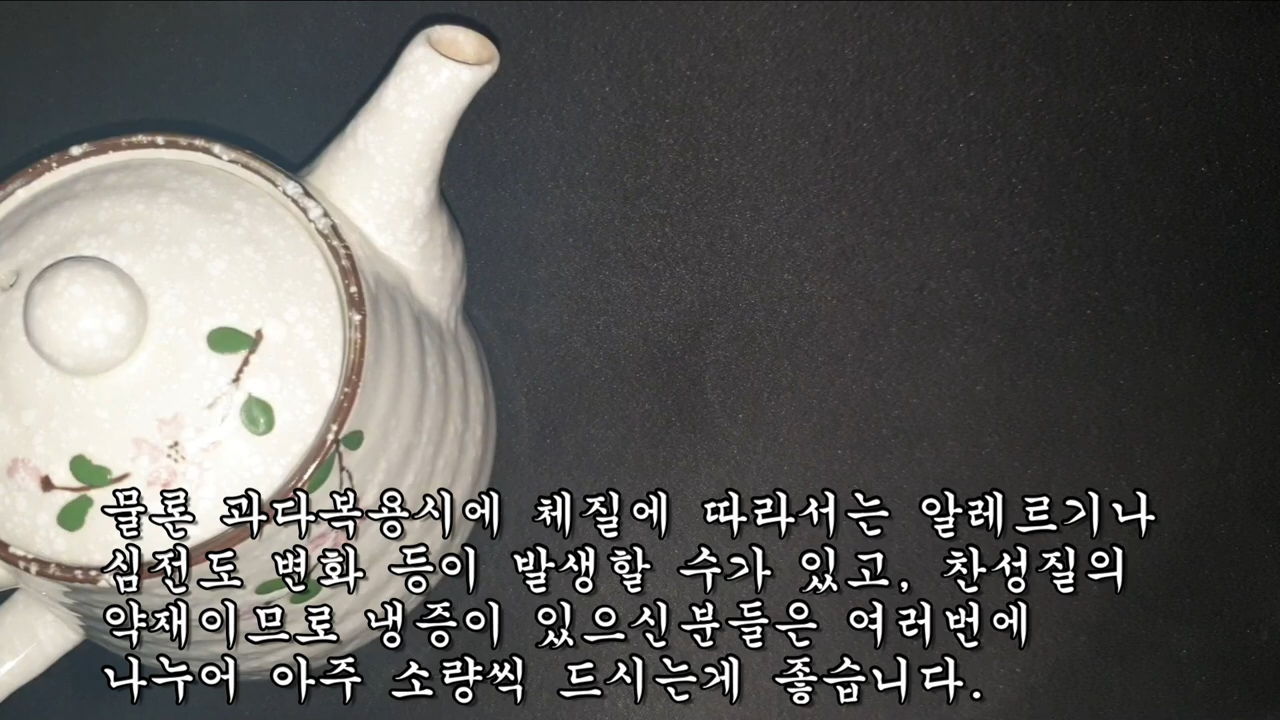 물론 과다복용시에 체질에 따라서는 알레르기나
심전도 변화 등이 발생할 수가 있고, 찬성질의
약재이므로 냉증이 있으신분들은 여러번에
나누어 아주 소량씩 드시는게 좋습니다.